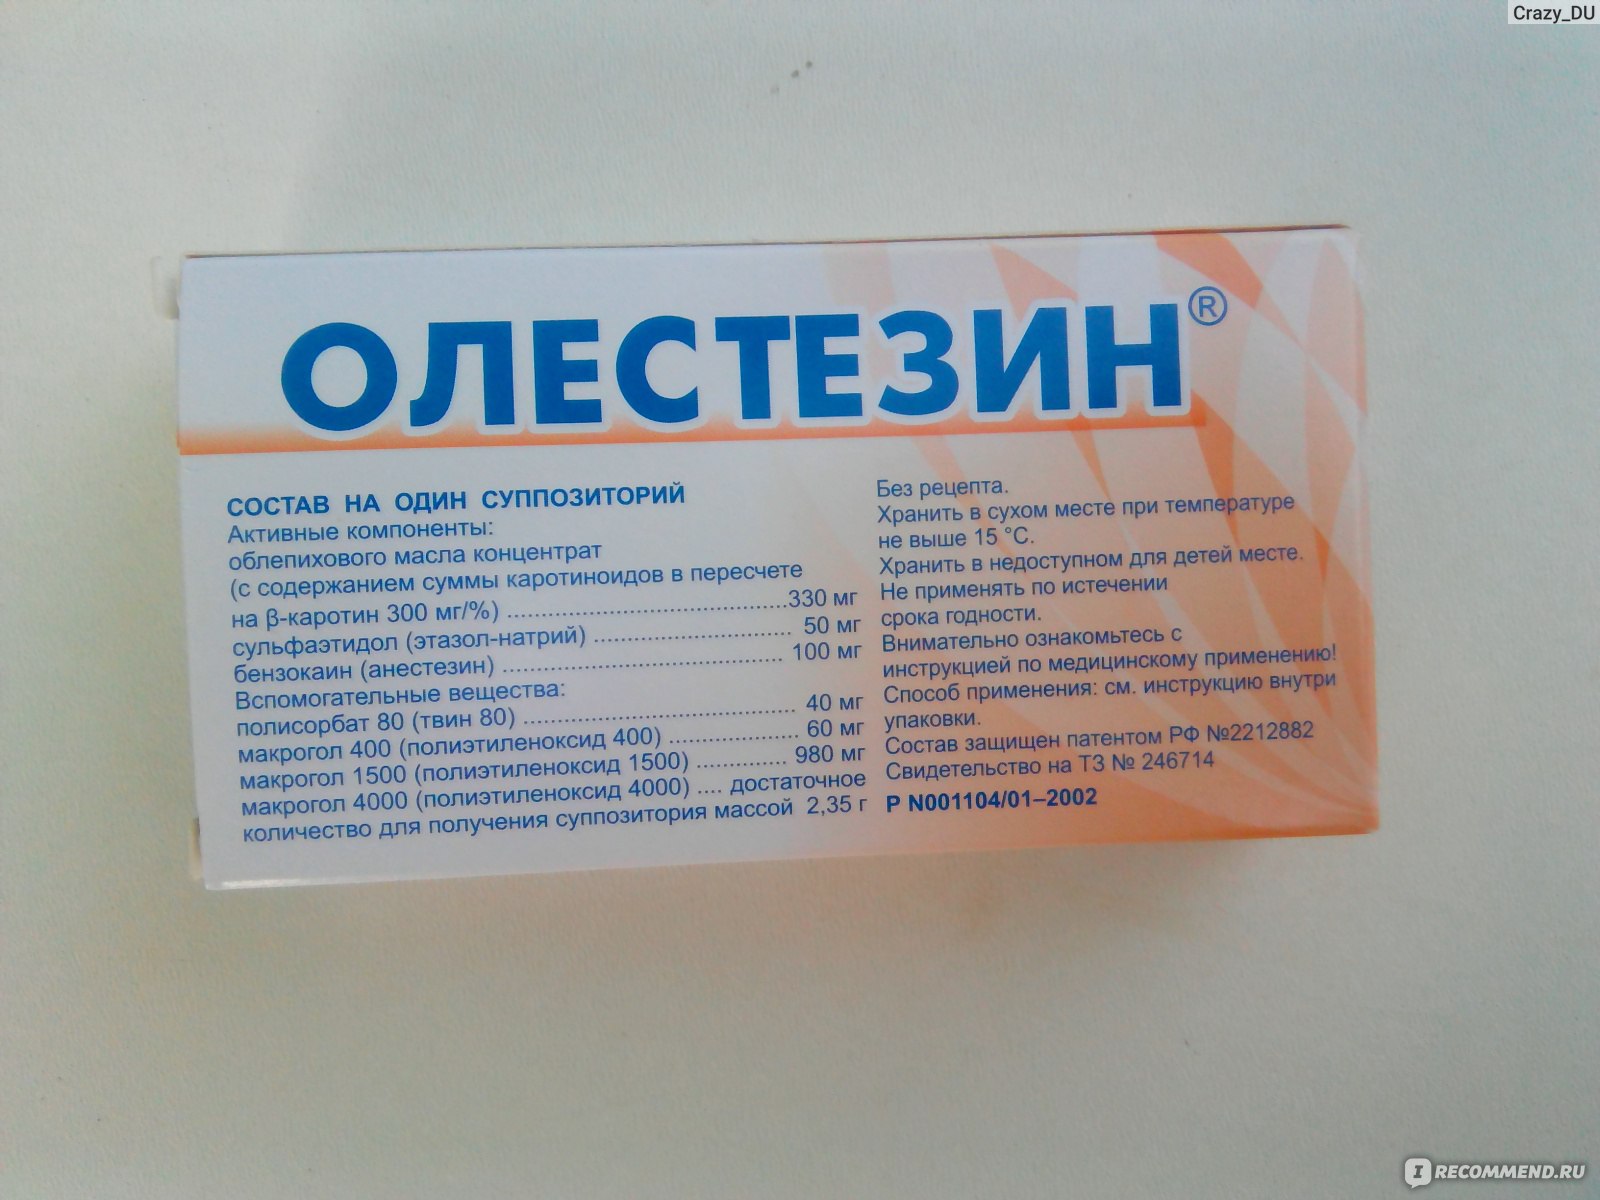 Crazy_DU
ОЛЕСТЕЗИН®
СОСТАВ НА ОДИН СУППОЗИТОРИЙ
Активные компоненты:
облепихового масла концентрат
(с содержанием суммы каротиноидов в пересчете
на β-каротин 300 мг/%) ........................................330 мг
сульфаэтидол (этазол-натрий) ............................ 50 мг
бензокаин (анестезин) ........................................ 100 мг
Вспомогательные вещества:
полисорбат 80 (твин 80) ....................................... 40 мг
макрогол 400 (полиэтиленоксид 400) .................. 60 мг
макрогол 1500 (полиэтиленоксид 1500) ............. 980 мг
макрогол 4000 (полиэтиленоксид 4000) .... достаточное
количество для получения суппозитория массой 2,35 г
Без рецепта.
Хранить в сухом месте при температуре
не выше 15 °С.
Хранить в недоступном для детей месте.
Не применять по истечении
срока годности.
Внимательно ознакомьтесь с
инструкцией по медицинскому применению!
Способ применения: см. инструкцию внутри
упаковки.
Состав защищен патентом РФ №2212882
Свидетельство на ТЗ № 246714
Р N001104/01–2002
IRECOMMEND.RU